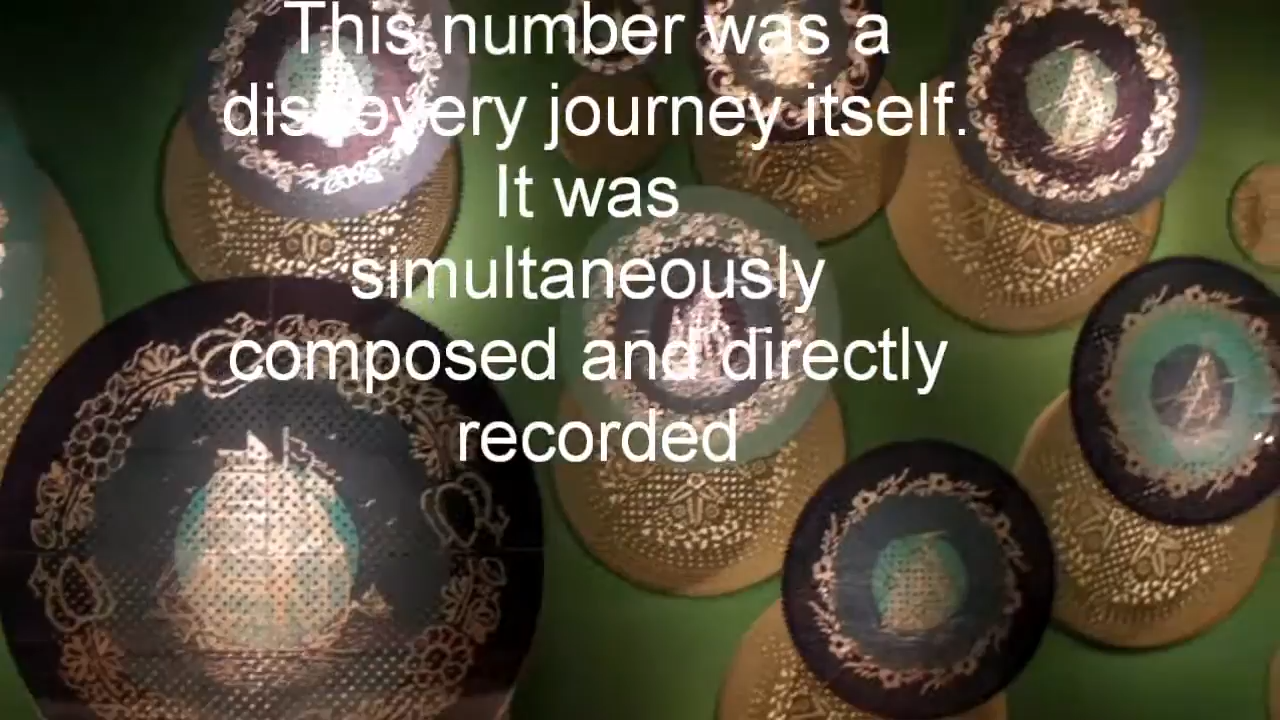 This number was a
discovery journey itself.
It was
simultaneously
composed and directly
recorded